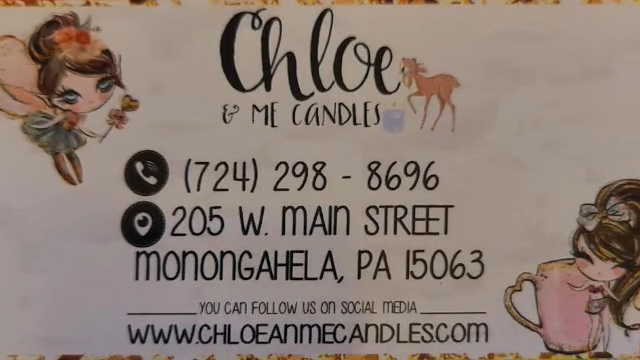 Chloe
& ME CANDLES
(724) 298 - 8696
205 W. MAIN STREET
MONONGAHELA, PA 15063
YOU CAN FOLLOW US ON SOCIAL MEDIA
WWW.CHLOEANMECANDLES.COM